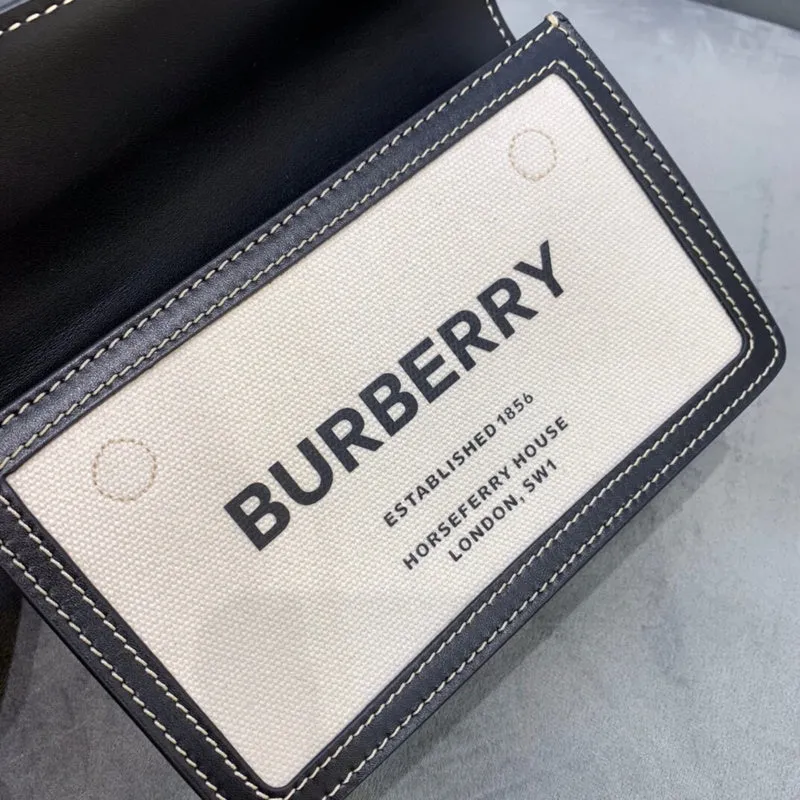 BURBERRY
ESTABLISHED 1856
HORSEFERRY HOUSE
LONDON, SW1